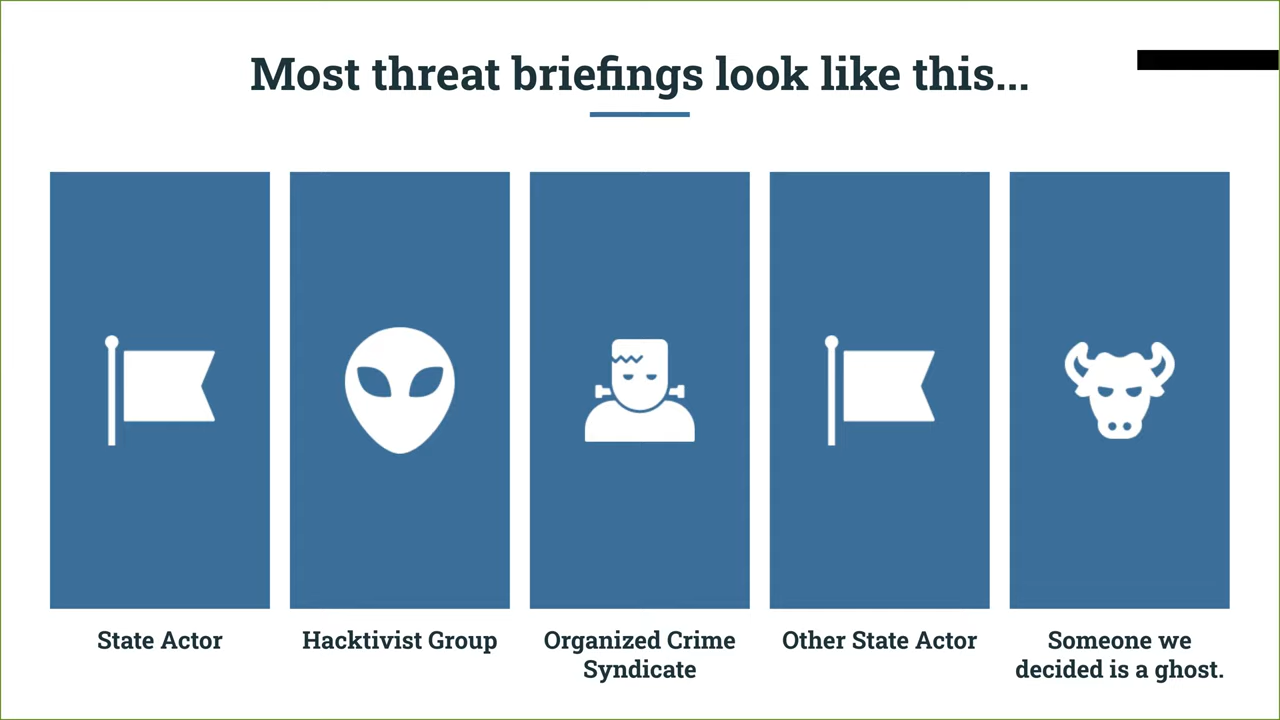 Most threat briefings look like this...
State Actor
Hacktivist Group
Organized Crime
Syndicate
Other State Actor
Someone we
decided is a ghost.